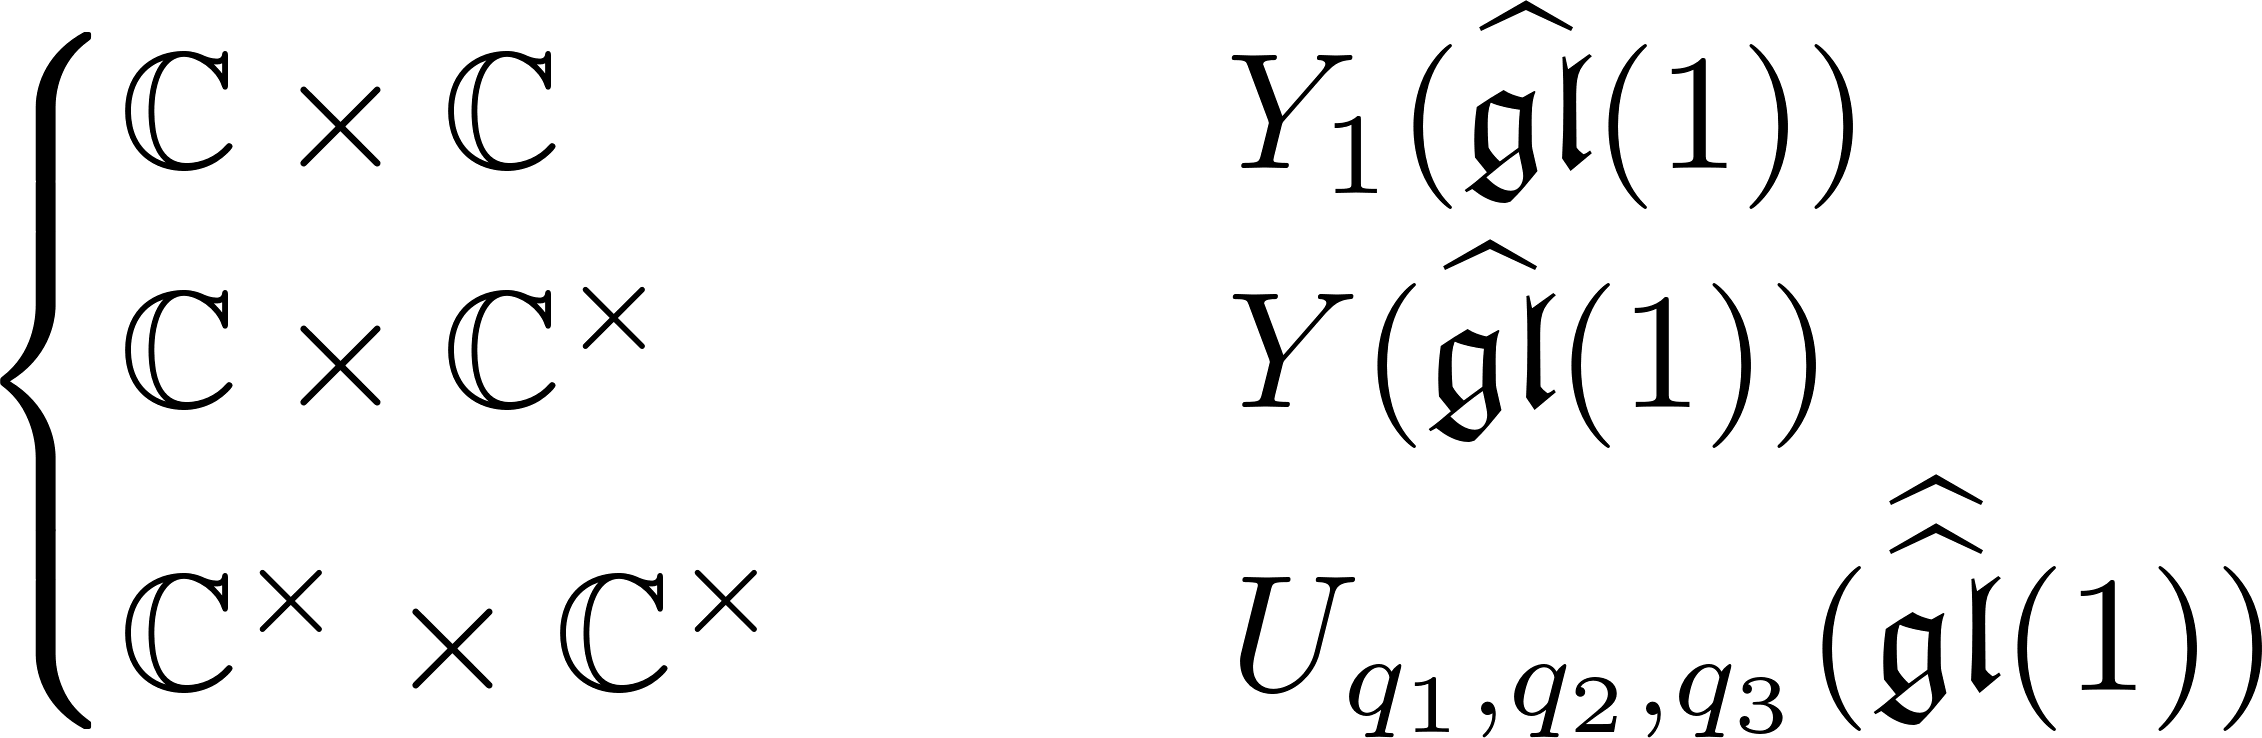 ℂ × ℂ    Y₁(\widehat{𝔤𝔩}(1))
ℂ × ℂ^×    Y(\widehat{𝔤𝔩}(1))
ℂ^× × ℂ^×    U_{q₁,q₂,q₃}(\widehat{\widehat{𝔤𝔩}}(1))